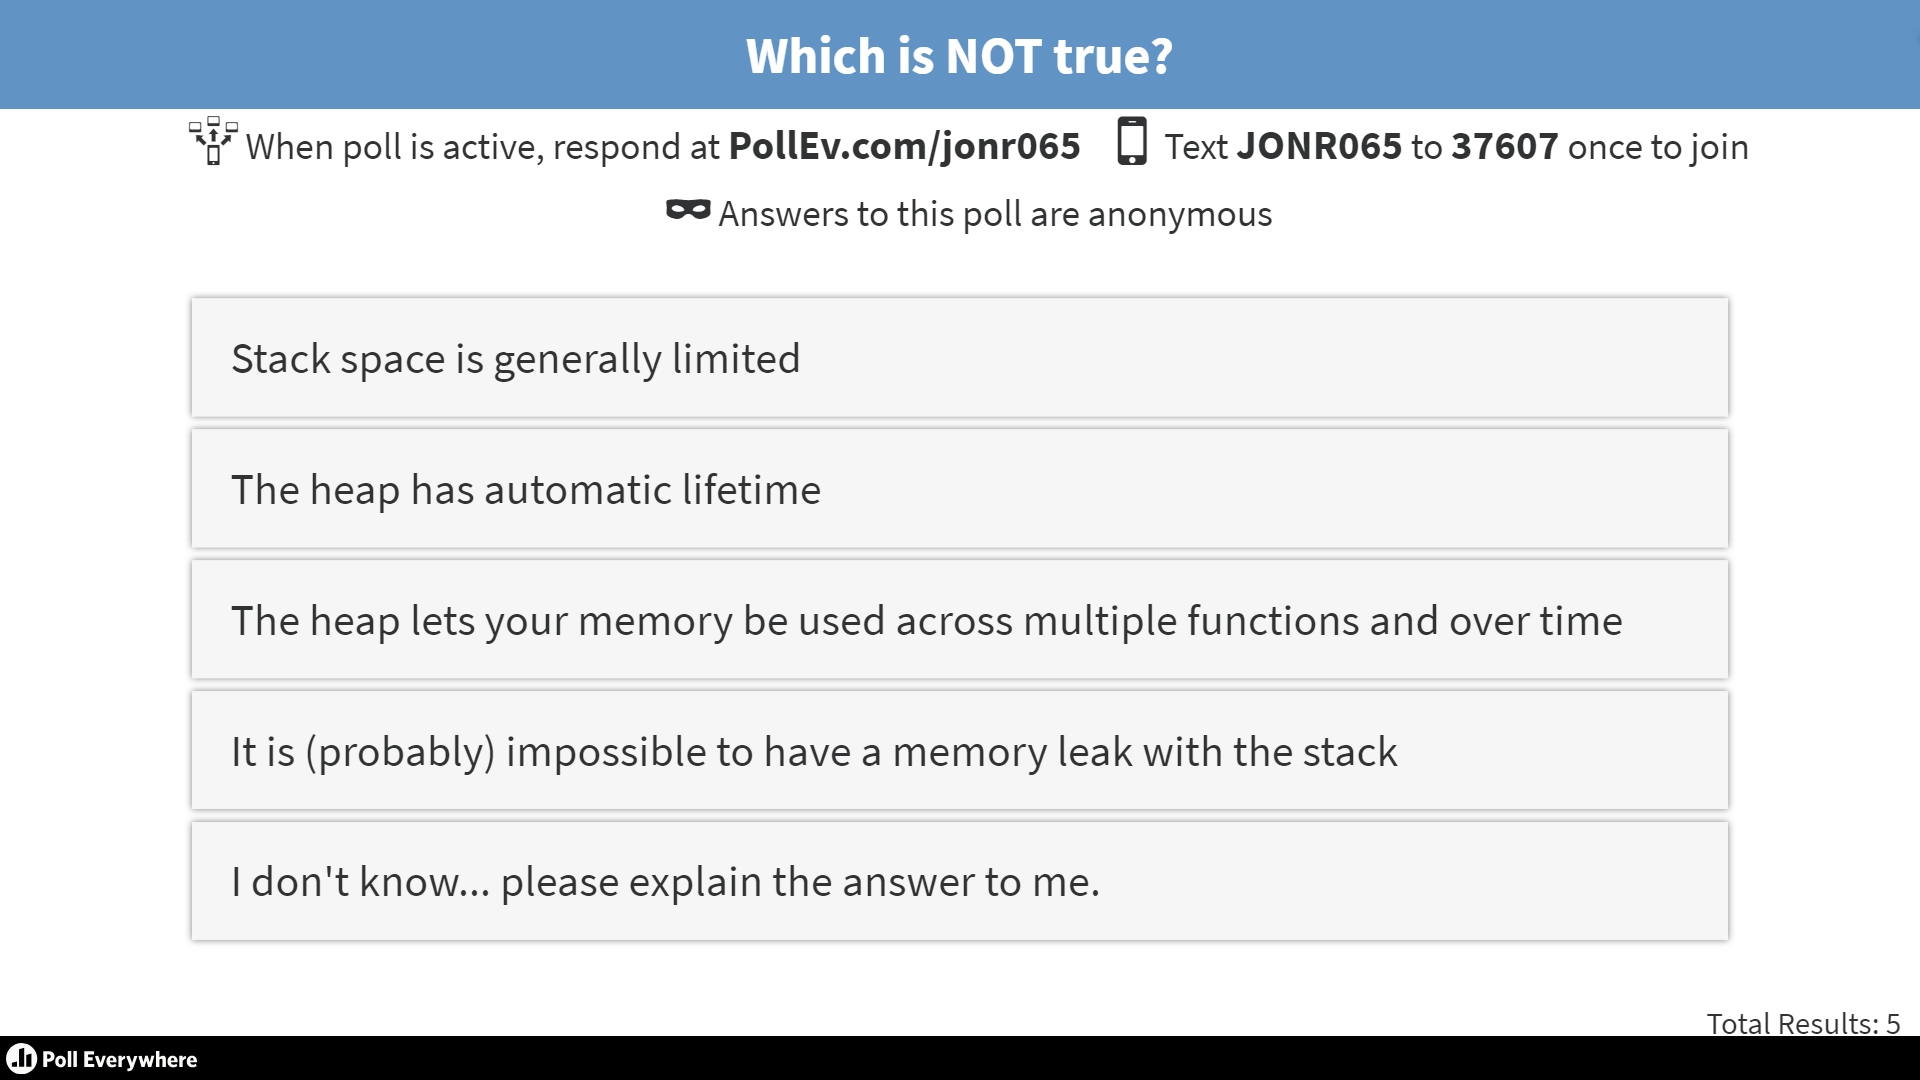 Which is NOT true?
When poll is active, respond at PollEv.com/jonr065 Text JONR065 to 37607 once to join
Answers to this poll are anonymous
Stack space is generally limited
The heap has automatic lifetime
The heap lets your memory be used across multiple functions and over time
It is (probably) impossible to have a memory leak with the stack
I don't know... please explain the answer to me.
Total Results: 5
Poll Everywhere